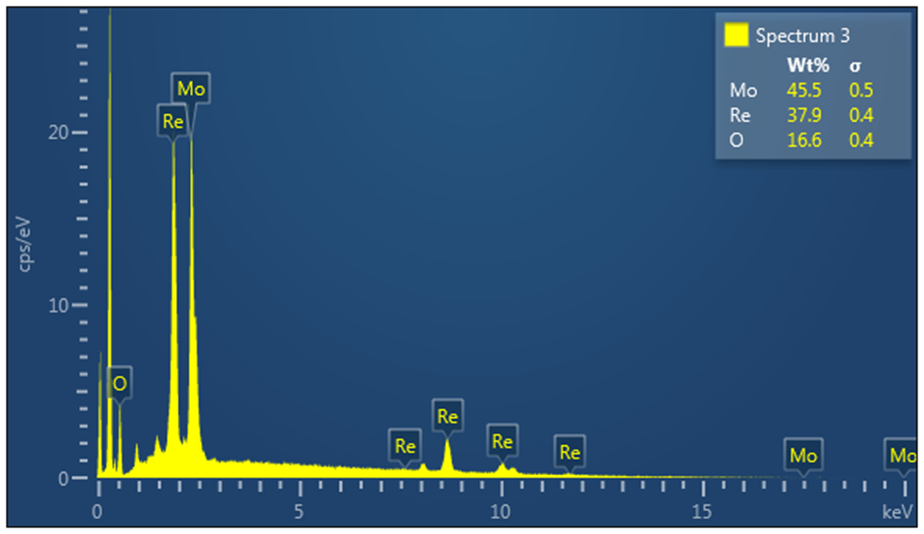 Spectrum 3
Wt% σ
Mo 45.5 0.5
Re 37.9 0.4
O 16.6 0.4
cps/eV
20
10
0
Mo
Re
O
Re
Re
Re
Re
Mo
Mo
0 5 10 15 keV